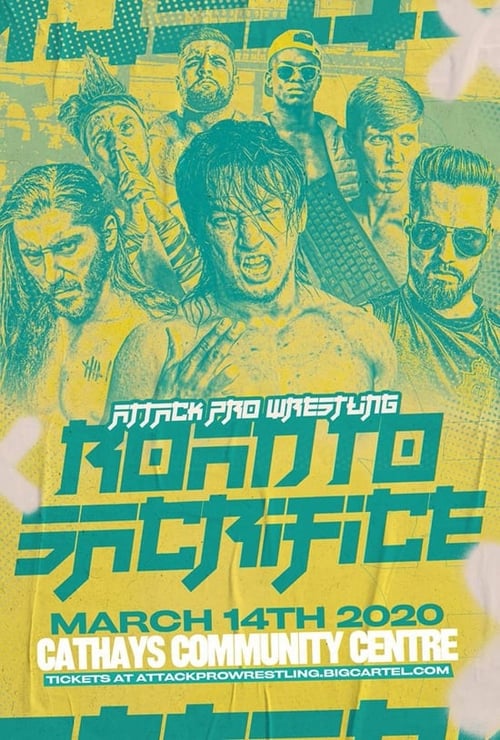 ATTACK PRO WRESTLING
ROAD TO
SACRIFICE
MARCH 14TH 2020
CATHAYS COMMUNITY CENTRE
TICKETS AT ATTACKPROWRESTLING.BIGCARTEL.COM